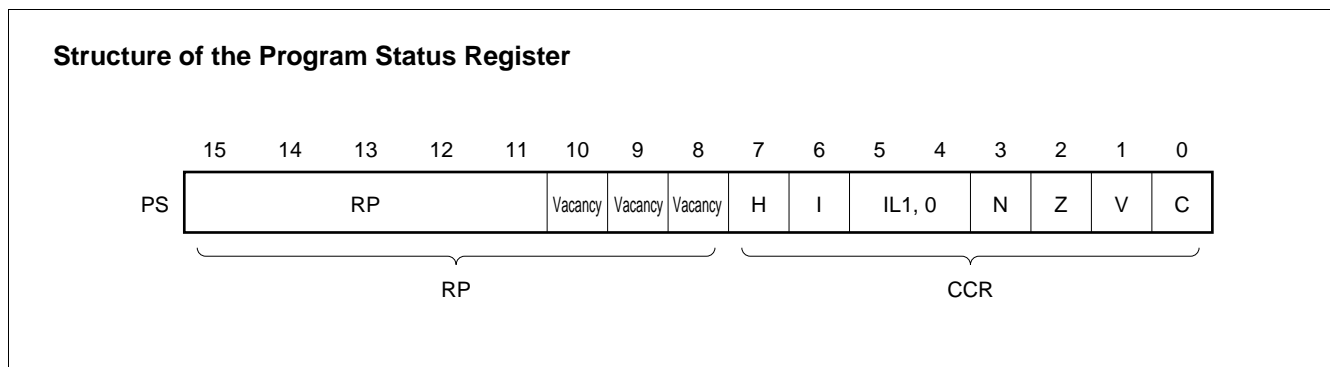 Structure of the Program Status Register
15 14 13 12 11 10 9 8 7 6 5 4 3 2 1 0
PS RP Vacancy Vacancy Vacancy H I IL1, 0 N Z V C
RP CCR